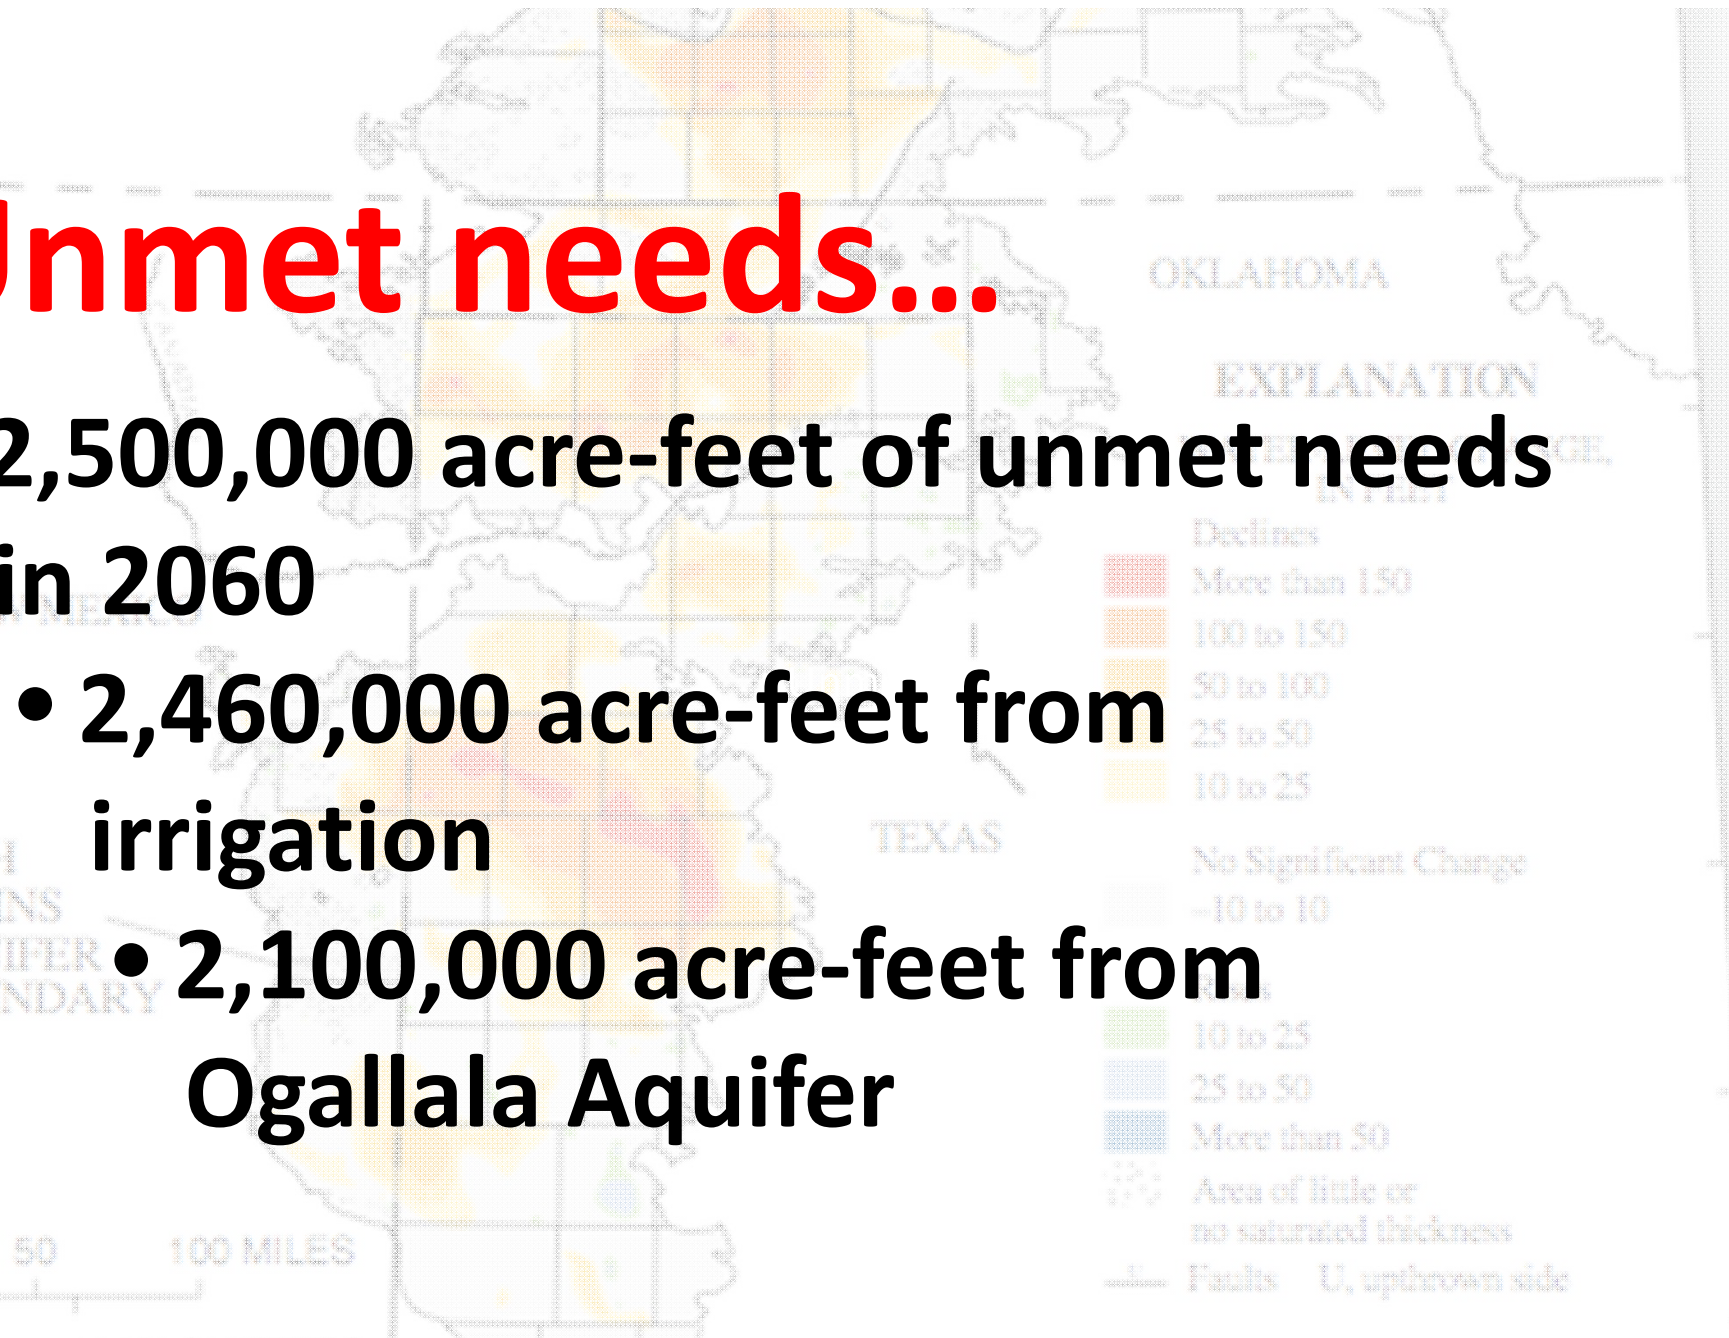 Unmet needs...
OKLAHOMA
EXPLANATION
2,500,000 acre-feet of unmet needs
in 2060
• 2,460,000 acre-feet from
irrigation
• 2,100,000 acre-feet from
Ogallala Aquifer
Declines
More than 150
100 to 150
50 to 100
25 to 50
10 to 25
TEXAS
No Significant Change
-10 to 10
10 to 25
25 to 50
More than 50
Area of little or
no saturated thickness
Faults U, upthrown side
50 100 MILES